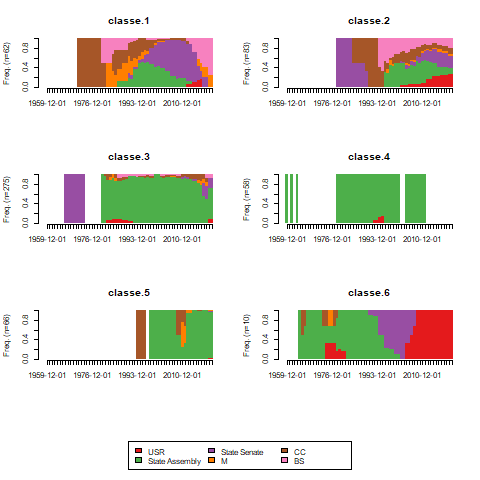 classe.1
classe.2
Freq. (n=62)
0.0 0.4 0.8
1959-12-01 1976-12-01 1993-12-01 2010-12-01
Freq. (n=83)
0.0 0.4 0.8
1959-12-01 1976-12-01 1993-12-01 2010-12-01
classe.3
classe.4
Freq. (n=275)
0.0 0.4 0.8
1959-12-01 1976-12-01 1993-12-01 2010-12-01
Freq. (n=58)
0.0 0.4 0.8
1959-12-01 1976-12-01 1993-12-01 2010-12-01
classe.5
classe.6
Freq. (n=66)
0.0 0.4 0.8
1959-12-01 1976-12-01 1993-12-01 2010-12-01
Freq. (n=10)
0.0 0.4 0.8
1959-12-01 1976-12-01 1993-12-01 2010-12-01
USR State Senate CC
State Assembly M BS